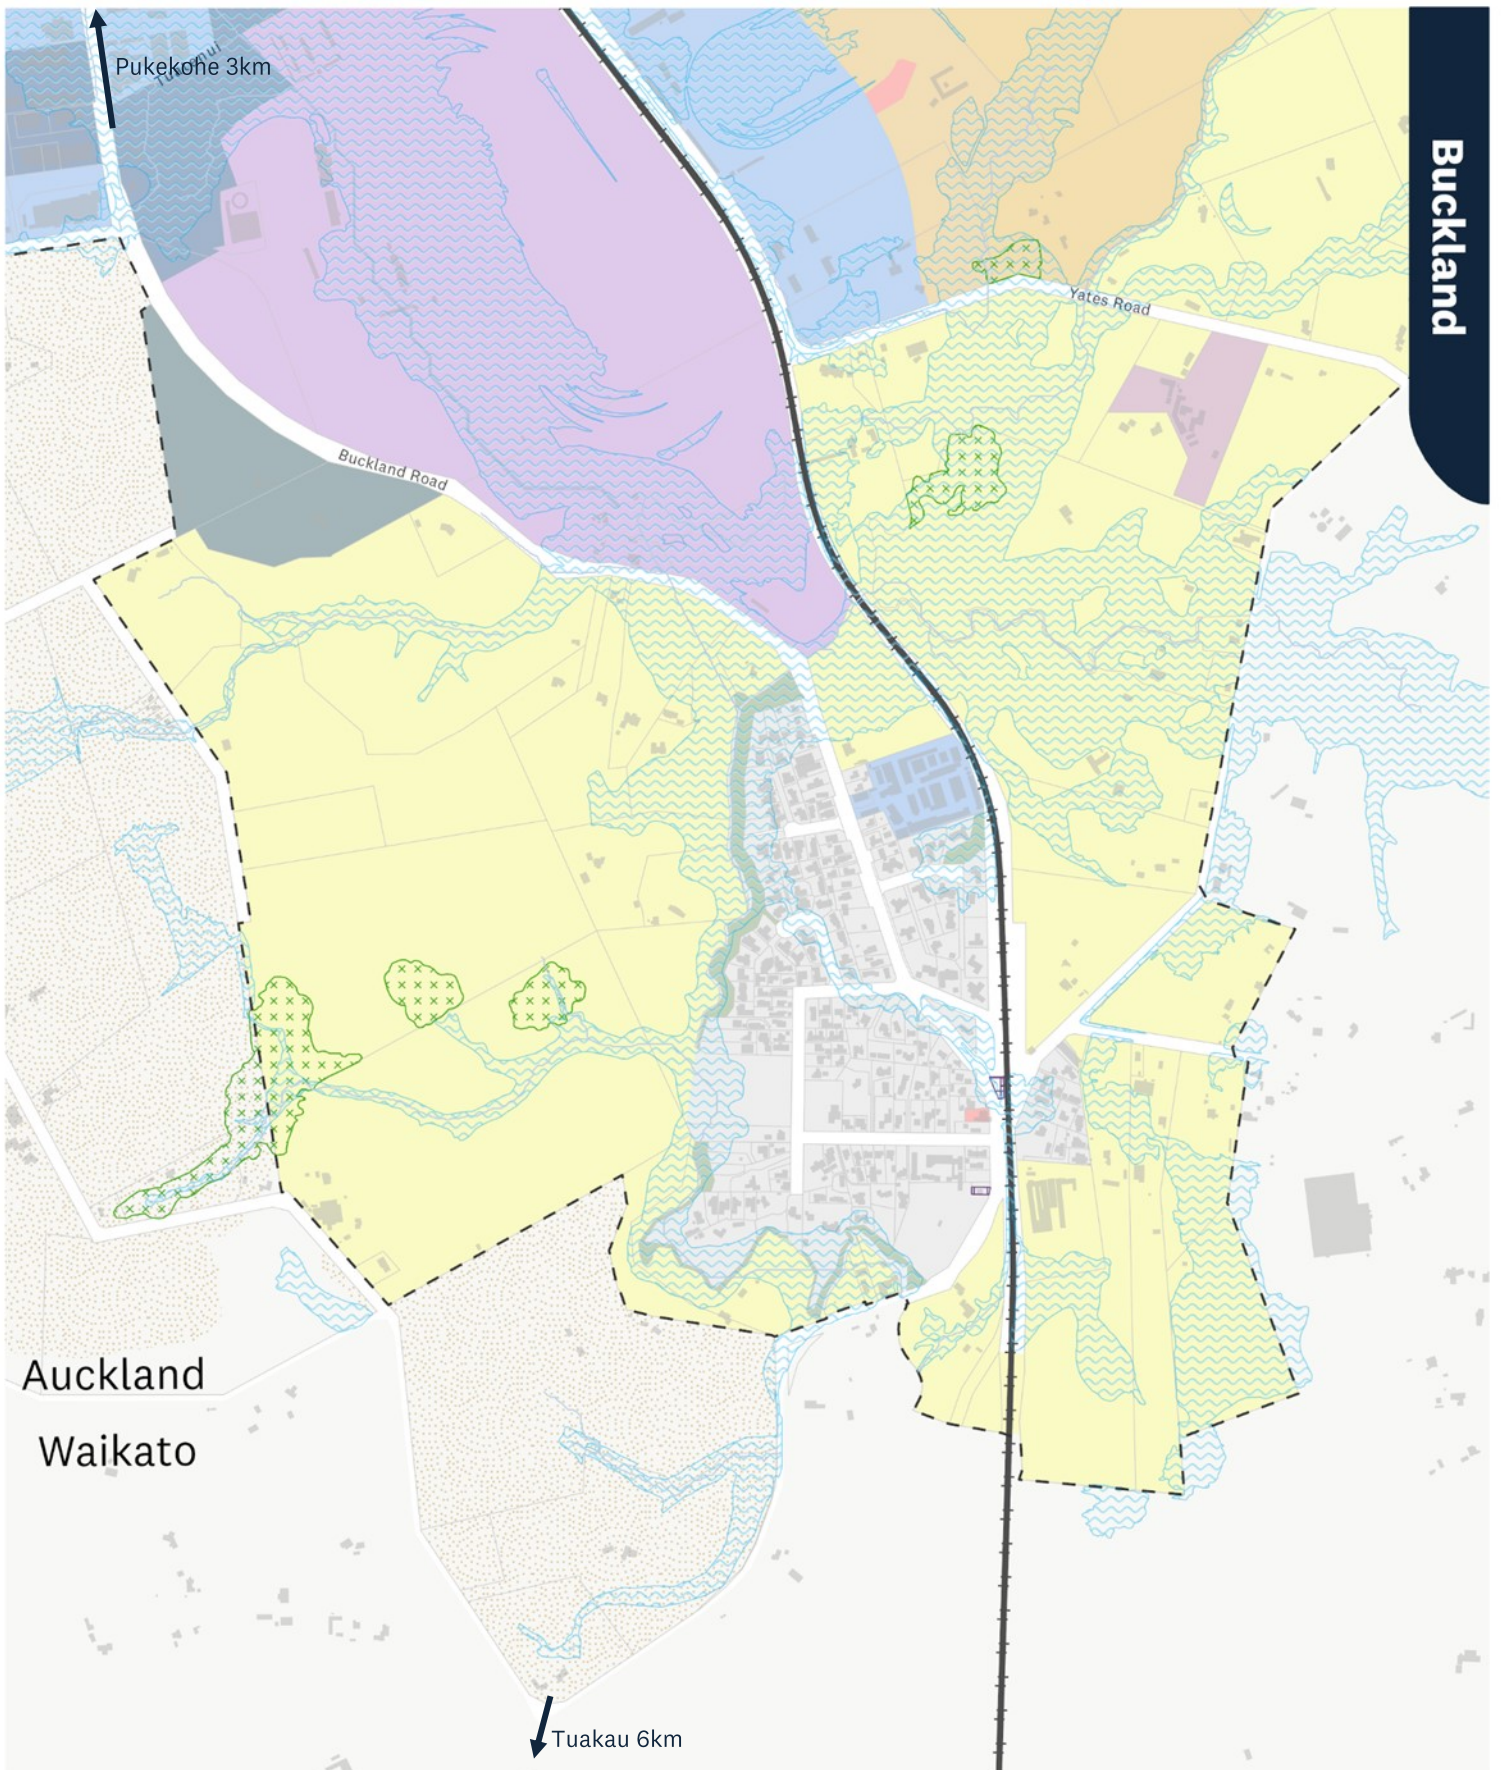 Pukekohe 3km
Buckland
Yates Road
Buckland Road
Auckland
Waikato
Tuakau 6km